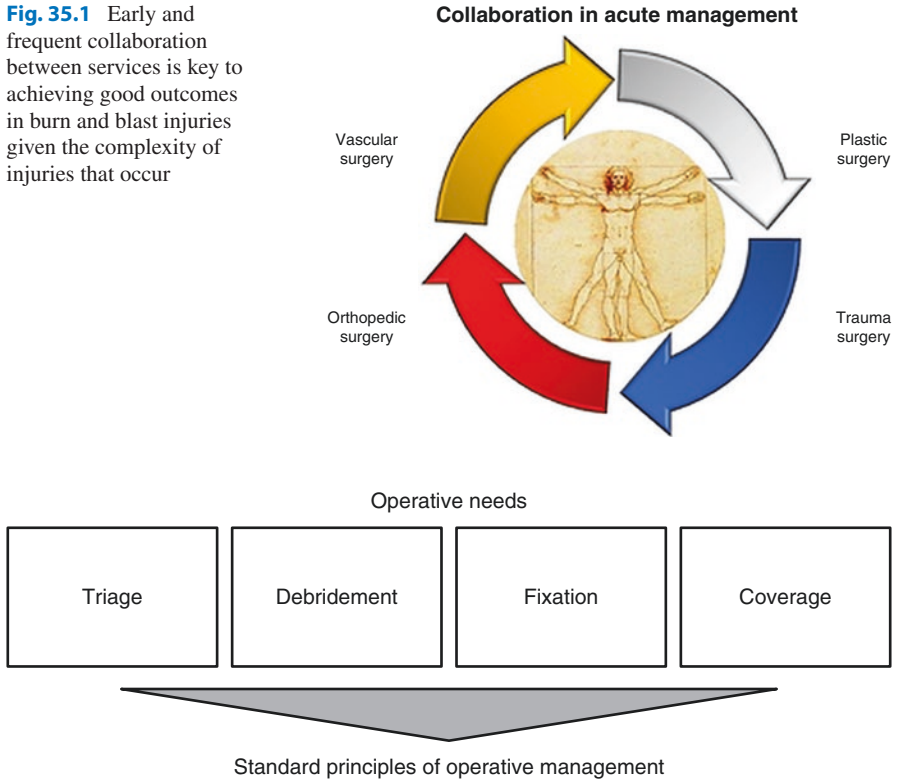 Fig. 35.1 Early and
frequent collaboration
between services is key to
achieving good outcomes
in burn and blast injuries
given the complexity of
injuries that occur
Collaboration in acute management
Vascular
surgery
Plastic
surgery
Orthopedic
surgery
Trauma
surgery
Operative needs
Triage
Debridement
Fixation
Coverage
Standard principles of operative management